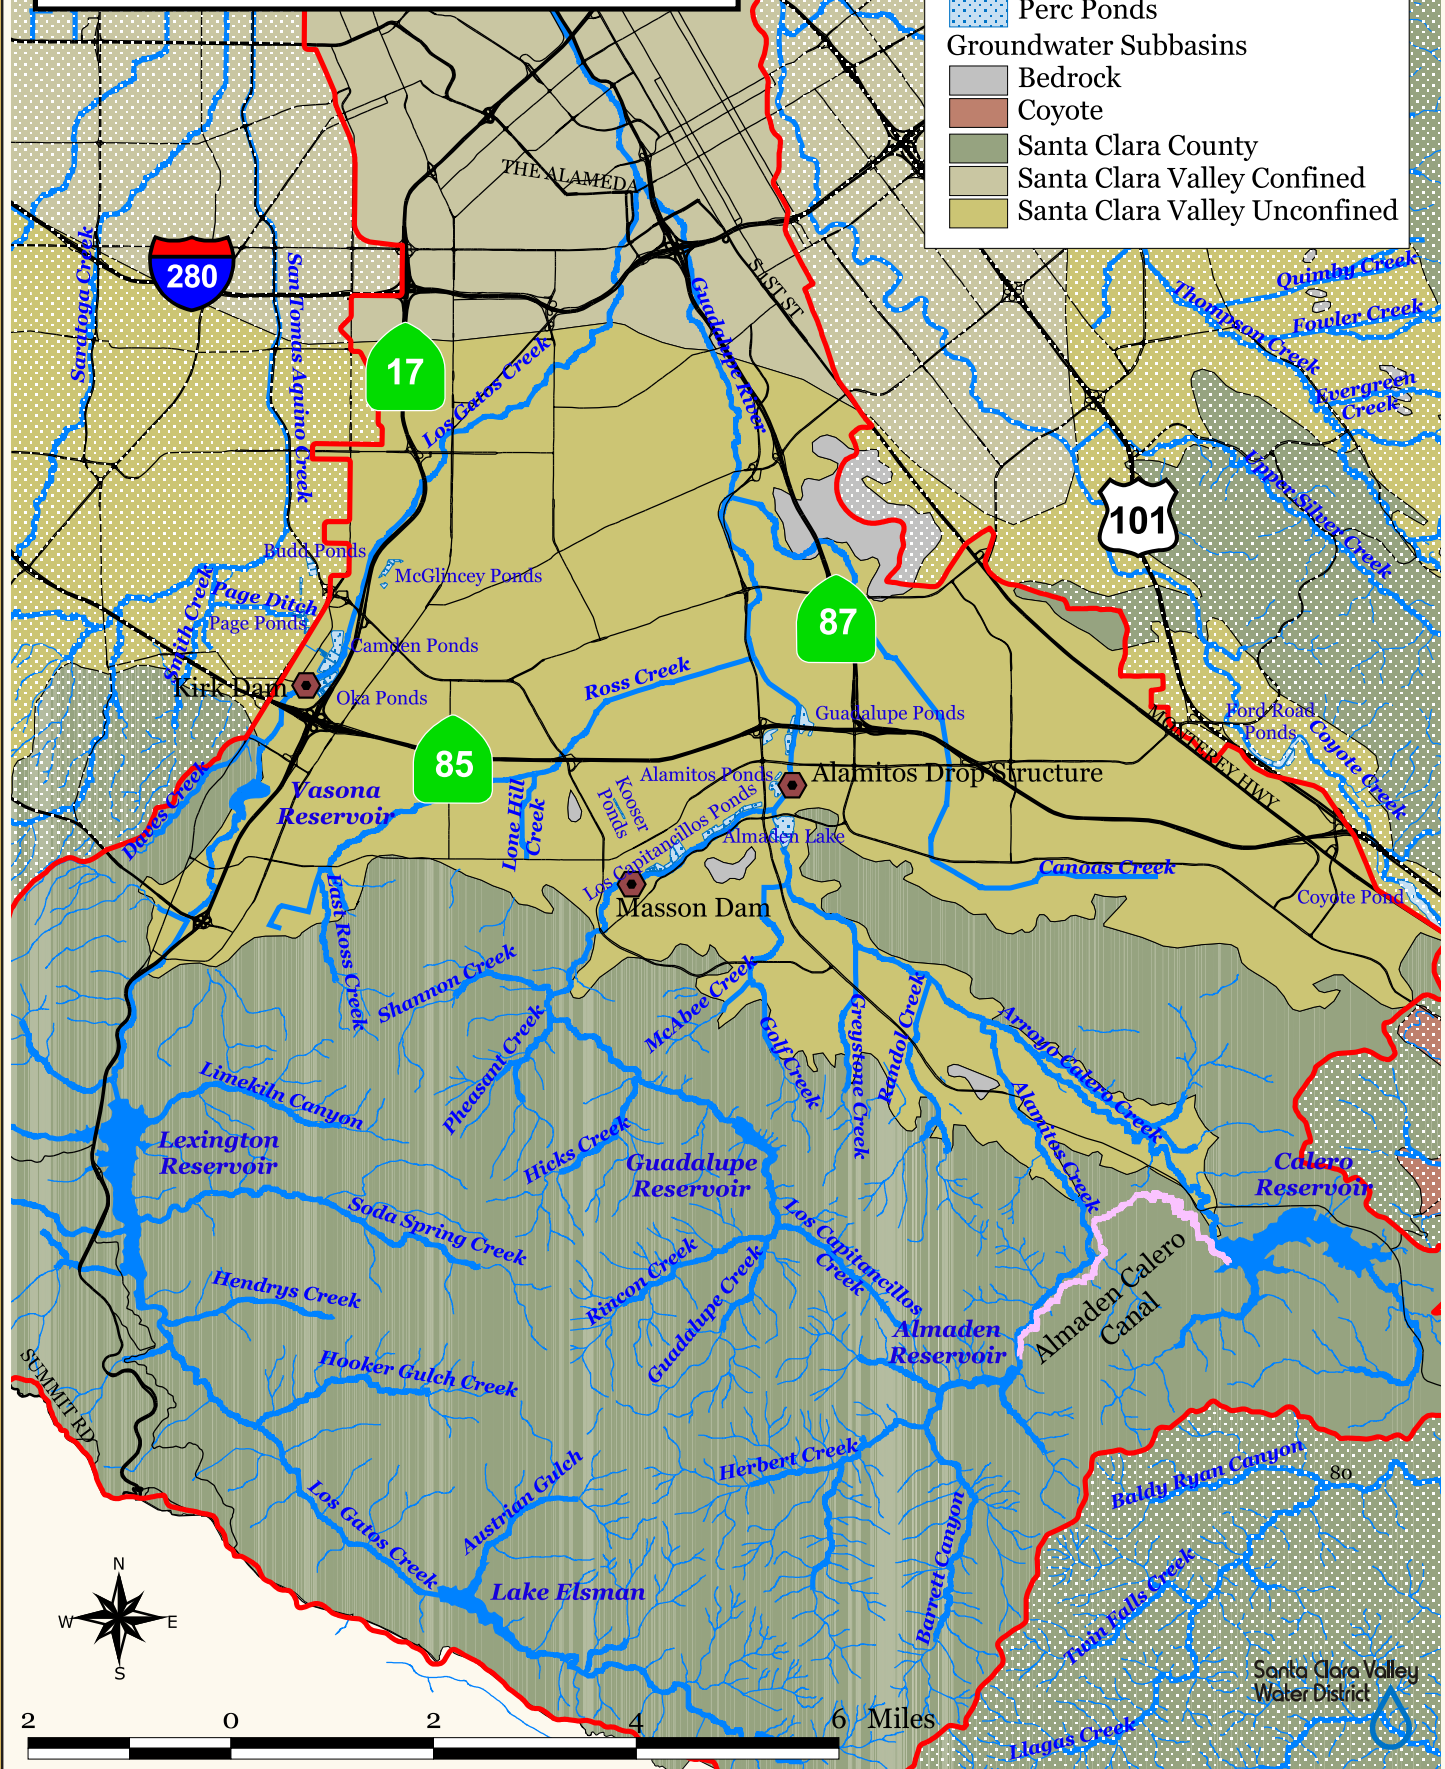 Perc Ponds
Groundwater Subbasins
Bedrock
Coyote
Santa Clara County
Santa Clara Valley Confined
Santa Clara Valley Unconfined
THE ALAMEDA
S 1ST ST
Saratoga Creek
280
San Tomas Aquino Creek
17
Los Gatos Creek
Guadalupe River
Quimby Creek
Thompson Creek
Fowler Creek
Evergreen
Creek
Upper Silver Creek
101
Budd Ponds
McGlincey Ponds
Page Ditch
Page Ponds
Smith Creek
Camden Ponds
87
Kirk Dam
Oka Ponds
Ross Creek
Guadalupe Ponds
MONTEREY HWY
Ford Road
Ponds
Coyote Creek
85
Vasona
Reservoir
Daves Creek
Lone Hill
Creek
Kooser
Ponds
Alamitos Ponds
Alamitos Drop Structure
Los Capitancillos Ponds
Almaden Lake
Masson Dam
Canoas Creek
Coyote Pond
East Ross Creek
Shannon Creek
Pheasant Creek
McAbee Creek
Golf Creek
Greystone Creek
Randol Creek
Arroyo Calero Creek
Alamitos Creek
Limekiln Canyon
Lexington
Reservoir
Hicks Creek
Guadalupe
Reservoir
Calero
Reservoir
Soda Spring Creek
Los Capitancillos
Creek
Rincon Creek
Guadalupe Creek
Hendrys Creek
Almaden Calero
Canal
Almaden
Reservoir
SUMMIT RD
Hooker Gulch Creek
Herbert Creek
Baldy Ryan Canyon
80
Los Gatos Creek
Austrian Gulch
Barrett Canyon
Twin Falls Creek
Lake Elsman
N
W
E
S
Santa Clara Valley
Water District
Llagas Creek
2 0 2 4 6 Miles